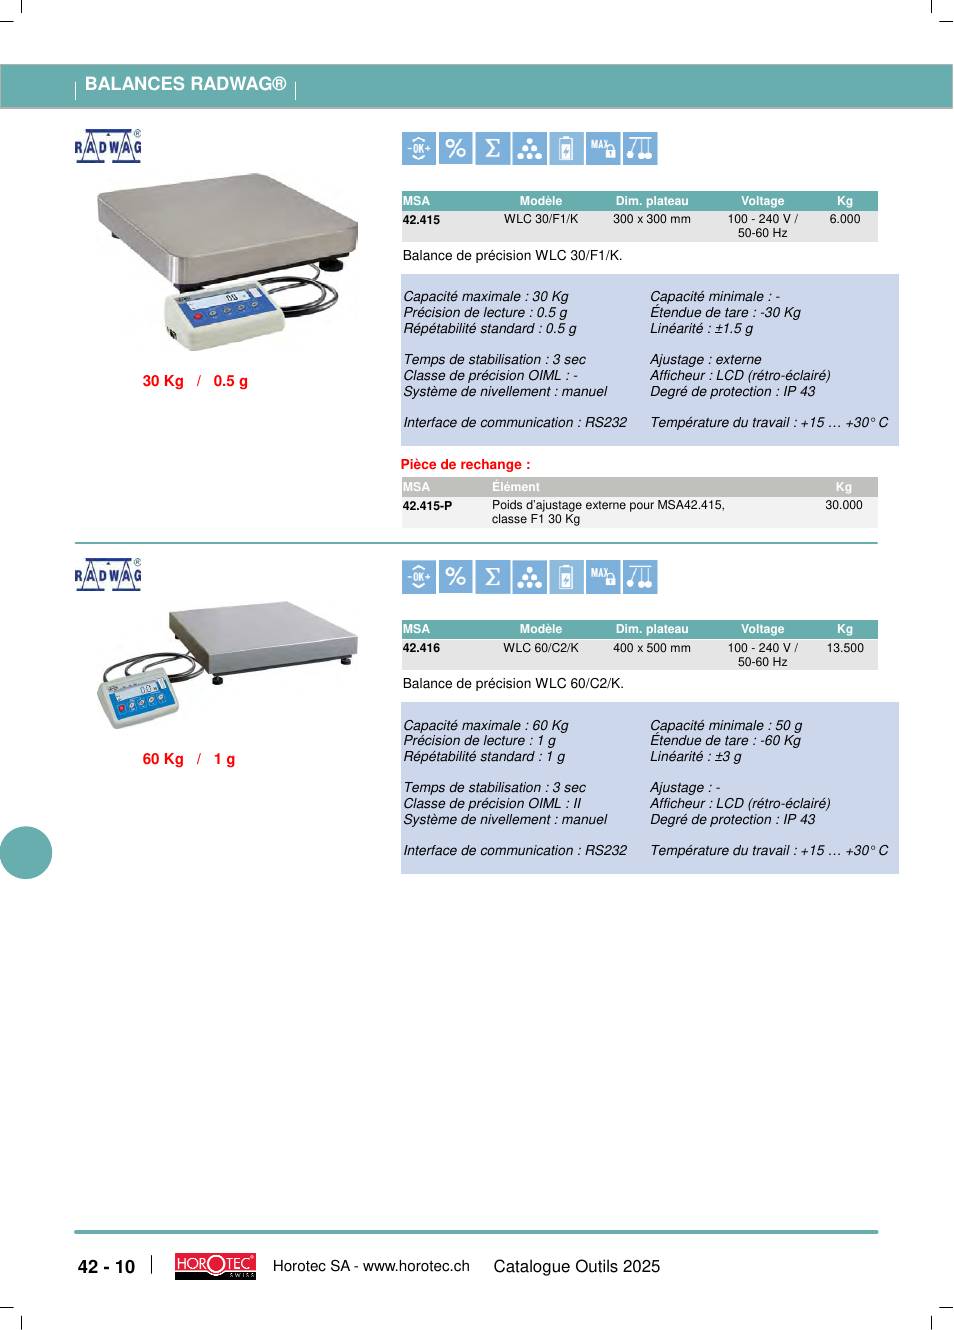 BALANCES RADWAG®
RADWAG®
-OK+ % Σ MAX
MSA Modèle Dim. plateau Voltage Kg
42.415 WLC 30/F1/K 300 x 300 mm 100 - 240 V / 6.000
50-60 Hz
Balance de précision WLC 30/F1/K.
Capacité maximale : 30 Kg Capacité minimale : -
Précision de lecture : 0.5 g Étendue de tare : -30 Kg
Répétabilité standard : 0.5 g Linéarité : ±1.5 g
Temps de stabilisation : 3 sec Ajustage : externe
Classe de précision OIML : - Afficheur : LCD (rétro-éclairé)
Système de nivellement : manuel Degré de protection : IP 43
Interface de communication : RS232 Température du travail : +15 … +30° C
30 Kg / 0.5 g
Pièce de rechange :
MSA Élément Kg
42.415-P Poids d'ajustage externe pour MSA42.415, 30.000
classe F1 30 Kg
RADWAG®
-OK+ % Σ MAX
MSA Modèle Dim. plateau Voltage Kg
42.416 WLC 60/C2/K 400 x 500 mm 100 - 240 V / 13.500
50-60 Hz
Balance de précision WLC 60/C2/K.
Capacité maximale : 60 Kg Capacité minimale : 50 g
Précision de lecture : 1 g Étendue de tare : -60 Kg
Répétabilité standard : 1 g Linéarité : ±3 g
Temps de stabilisation : 3 sec Ajustage : -
Classe de précision OIML : II Afficheur : LCD (rétro-éclairé)
Système de nivellement : manuel Degré de protection : IP 43
Interface de communication : RS232 Température du travail : +15 … +30° C
60 Kg / 1 g
42 - 10 HOROTEC® SWISS Horotec SA - www.horotec.ch Catalogue Outils 2025